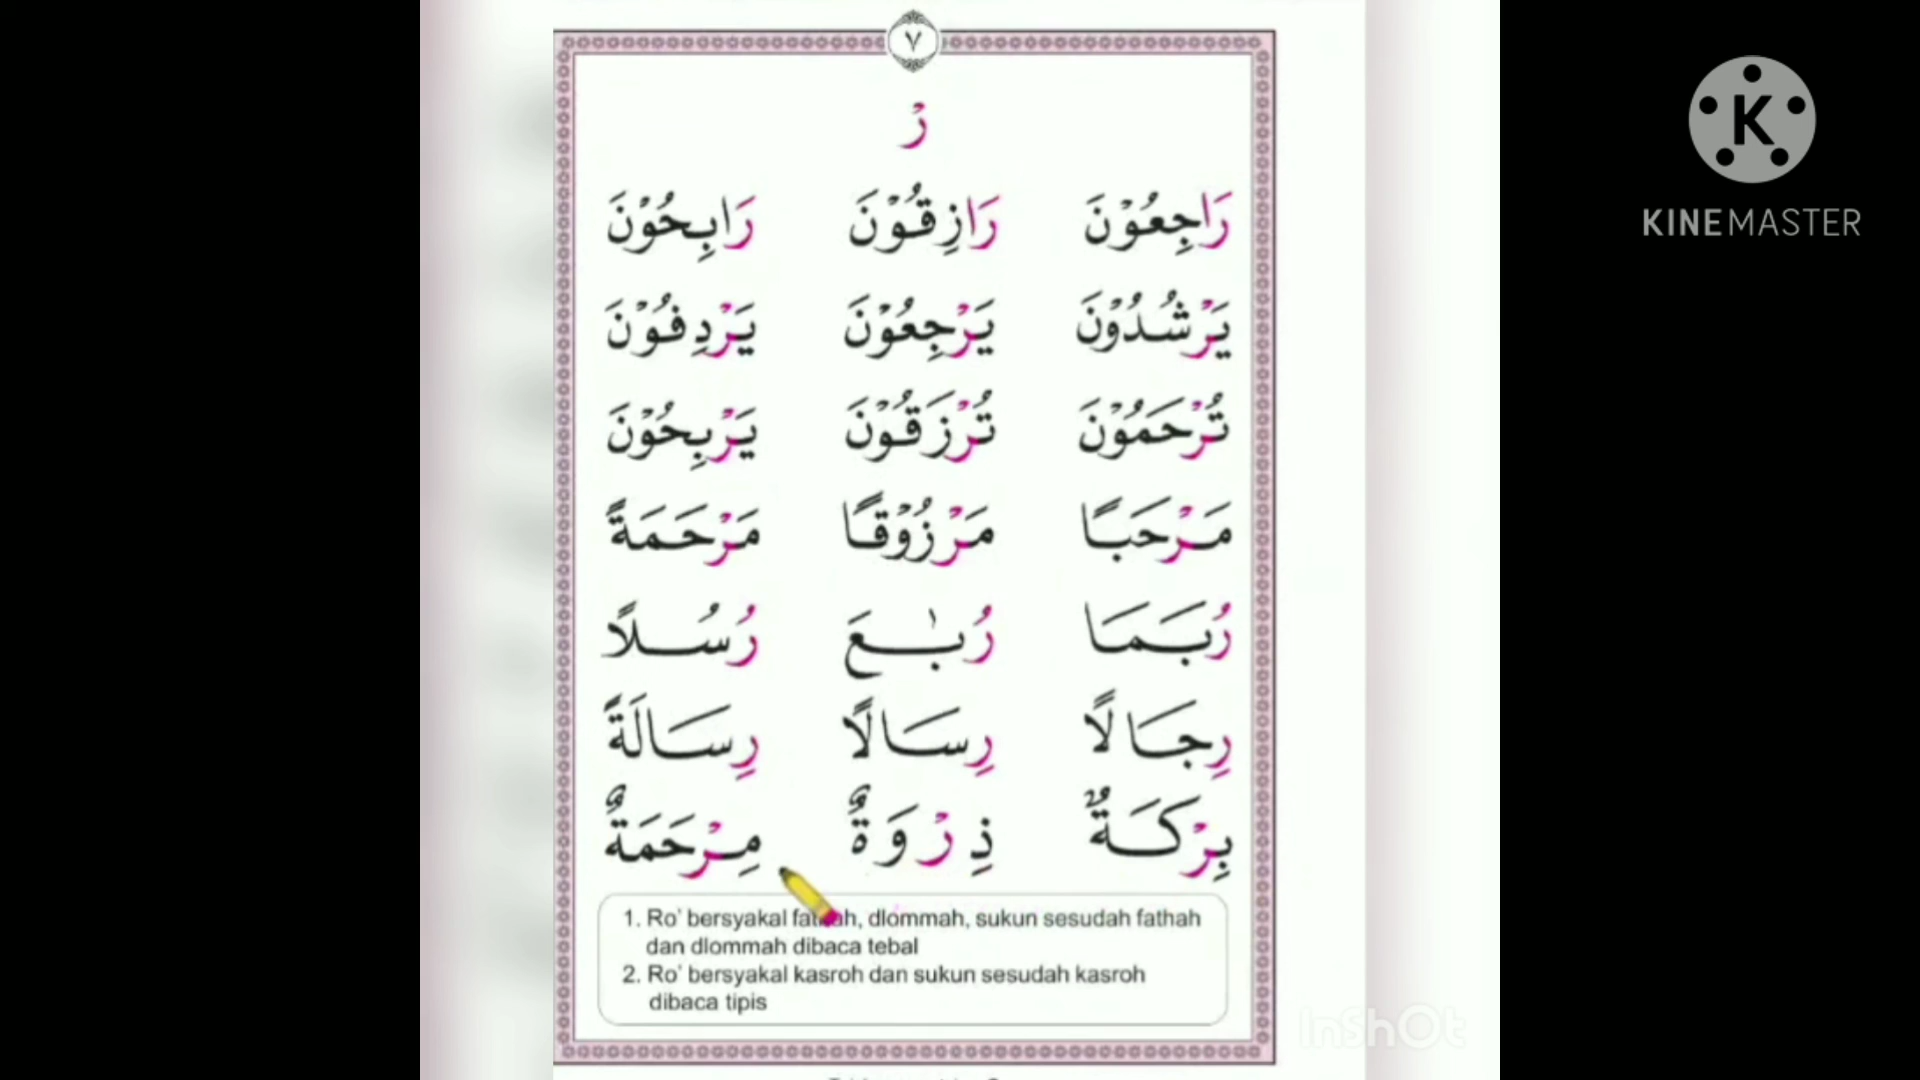 ٧
رْ
رَاجِعُوْنَ رَازِقُوْنَ رَابِحُوْنَ
يَرْشُدُوْنَ يَرْجِعُوْنَ يَرْدِفُوْنَ
تُرْحَمُوْنَ تُرْزَقُوْنَ يَرْبِحُوْنَ
مَرْحَبًا مَرْزُوْقًا مَرْحَمَةً
رُبَمَا رُبٰعَ رُسُلًا
رِجَالًا رِسَالًا رِسَالَةً
بِرْكَةٌ ذِرْوَةٌ مِرْحَمَةٌ
1. Ro' bersyakal fathah, dlommah, sukun sesudah fathah
dan dlommah dibaca tebal
2. Ro' bersyakal kasroh dan sukun sesudah kasroh
dibaca tipis
K
KINEMASTER
InShOt